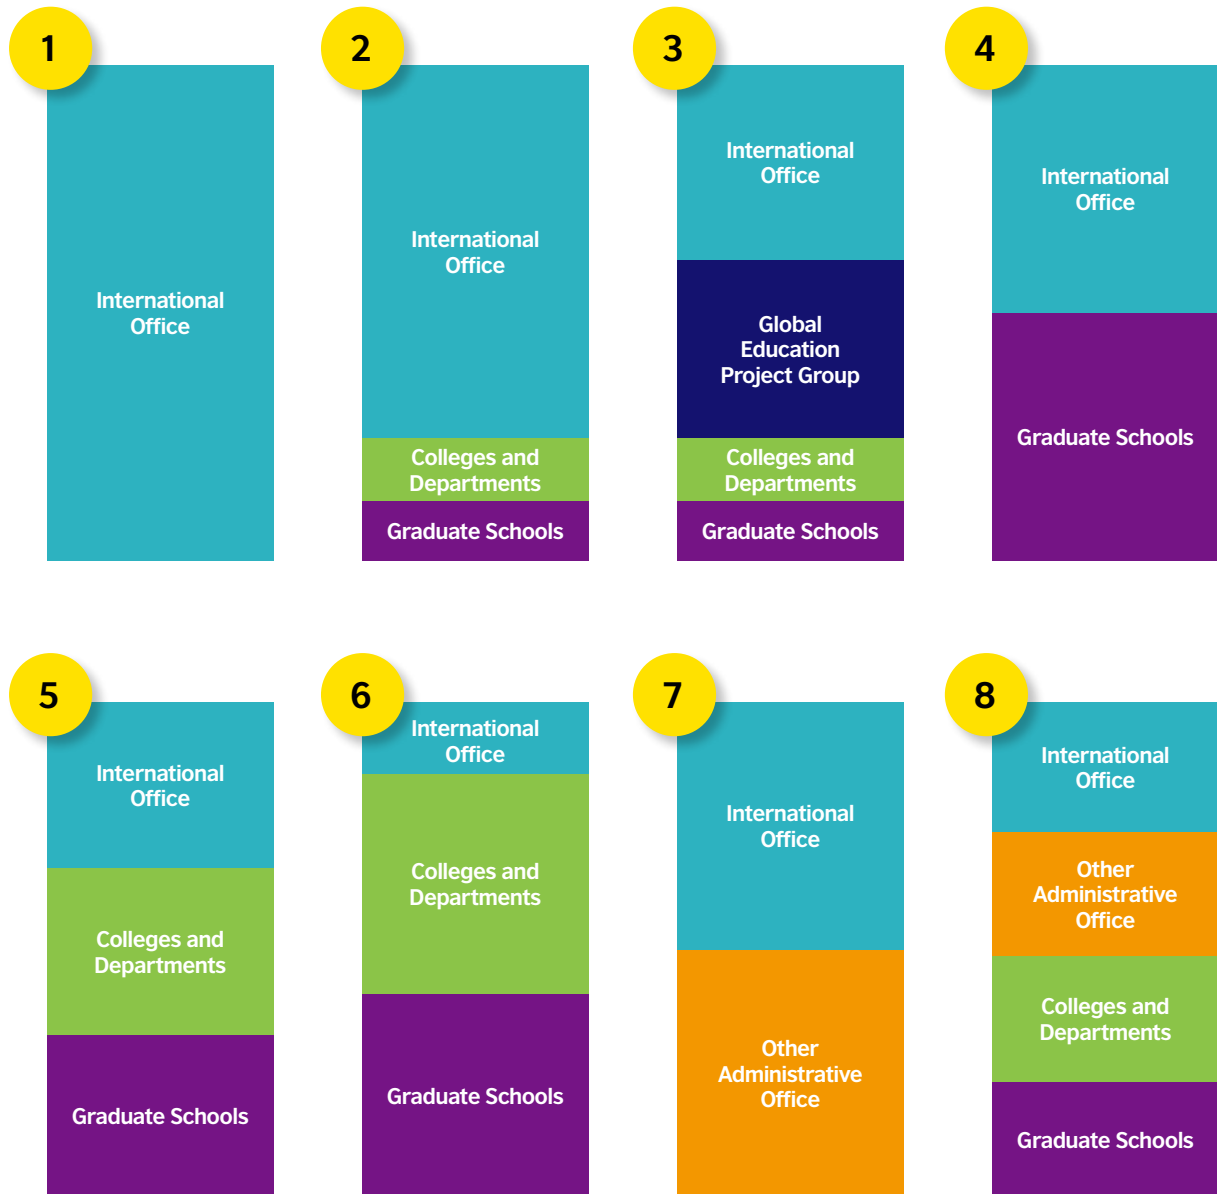 1
International
Office
2
International
Office
Colleges and
Departments
Graduate Schools
3
International
Office
Global
Education
Project Group
Colleges and
Departments
Graduate Schools
4
International
Office
Graduate Schools
5
International
Office
Colleges and
Departments
Graduate Schools
6
International
Office
Colleges and
Departments
Graduate Schools
7
International
Office
Other
Administrative
Office
8
International
Office
Other
Administrative
Office
Colleges and
Departments
Graduate Schools